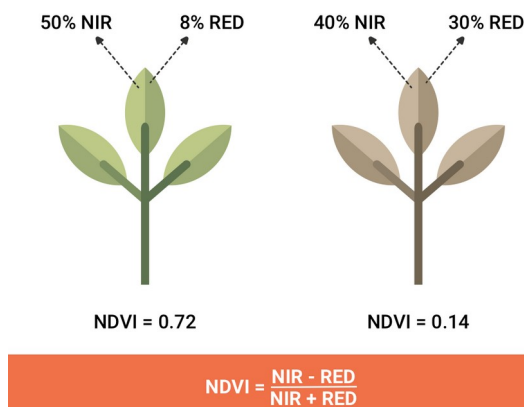 50% NIR 8% RED 40% NIR 30% RED
NDVI = 0.72 NDVI = 0.14
NDVI = NIR - RED
NIR + RED